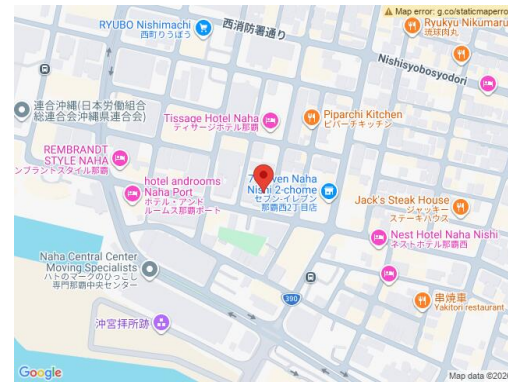 Map error: g.co/staticmaperro
RYUBO Nishimachi
西町りうぼう
西消防署通り
Ryukyu Nikumaru
琉球肉丸
Nishisyobosyodori
連合沖縄(日本労働組合
総連合会沖縄県連合会)
Tissage Hotel Naha
ティサージホテル那覇
Piparchi Kitchen
ピパーチキッチン
REMBRANDT
STYLE NAHA
ンブラントスタイル那覇
hotel androoms
Naha Port
ホテル・アンド
ルームス那覇ポート
Naha
Nishi 2-chome
セブン-イレブン
那覇西2丁目店
Jack's Steak House
ジャッキー
ステーキハウス
Nest Hotel Naha Nishi
ネストホテル那覇西
Naha Central Center
Moving Specialists
ハトのマークのひっこし
専門那覇中央センター
390
沖宮拝所跡
串焼車
Yakitori restaurant
Google
Map data ©2026